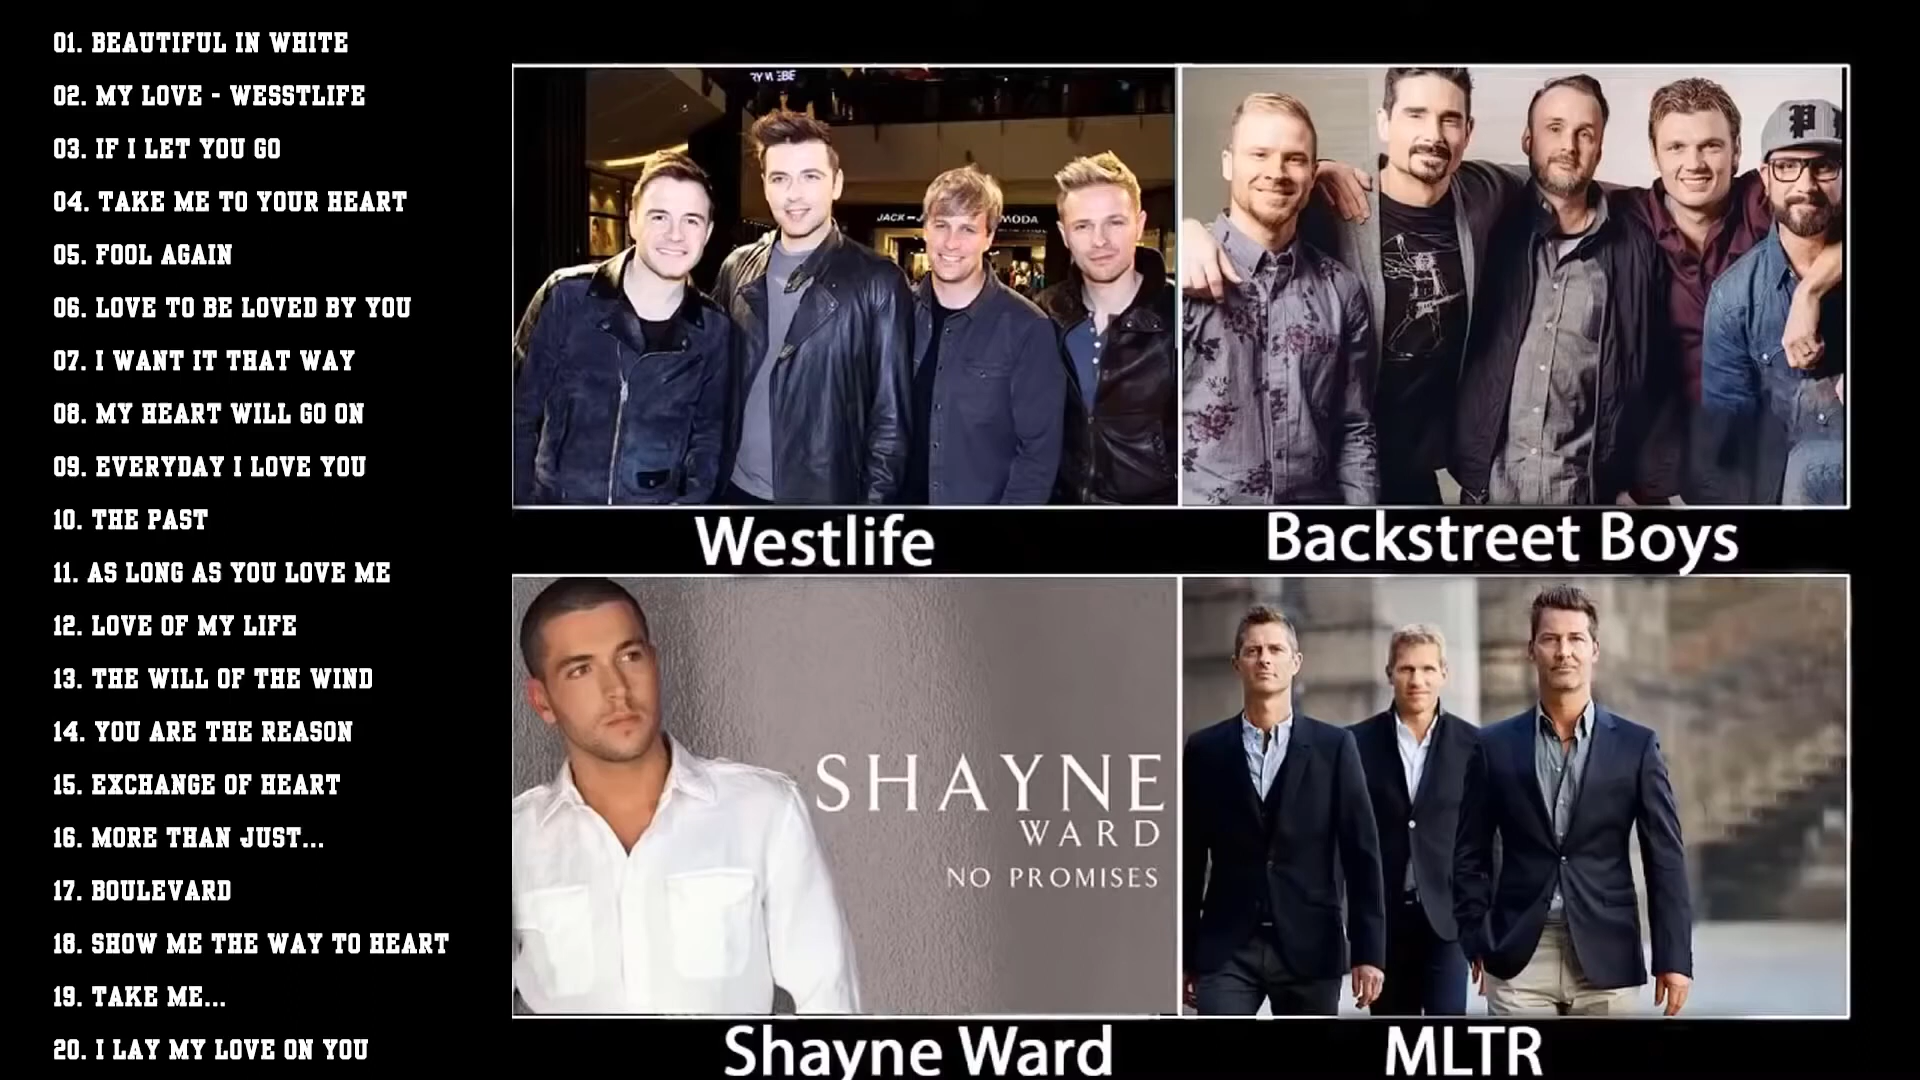 01. BEAUTIFUL IN WHITE
02. MY LOVE - WESSTLIFE
03. IF I LET YOU GO
04. TAKE ME TO YOUR HEART
05. FOOL AGAIN
06. LOVE TO BE LOVED BY YOU
07. I WANT IT THAT WAY
08. MY HEART WILL GO ON
09. EVERYDAY I LOVE YOU
10. THE PAST
11. AS LONG AS YOU LOVE ME
12. LOVE OF MY LIFE
13. THE WILL OF THE WIND
14. YOU ARE THE REASON
15. EXCHANGE OF HEART
16. MORE THAN JUST...
17. BOULEVARD
18. SHOW ME THE WAY TO HEART
19. TAKE ME...
20. I LAY MY LOVE ON YOU
JACK
MODA
Westlife
P
Backstreet Boys
SHAYNE
WARD
NO PROMISES
Shayne Ward
MLTR